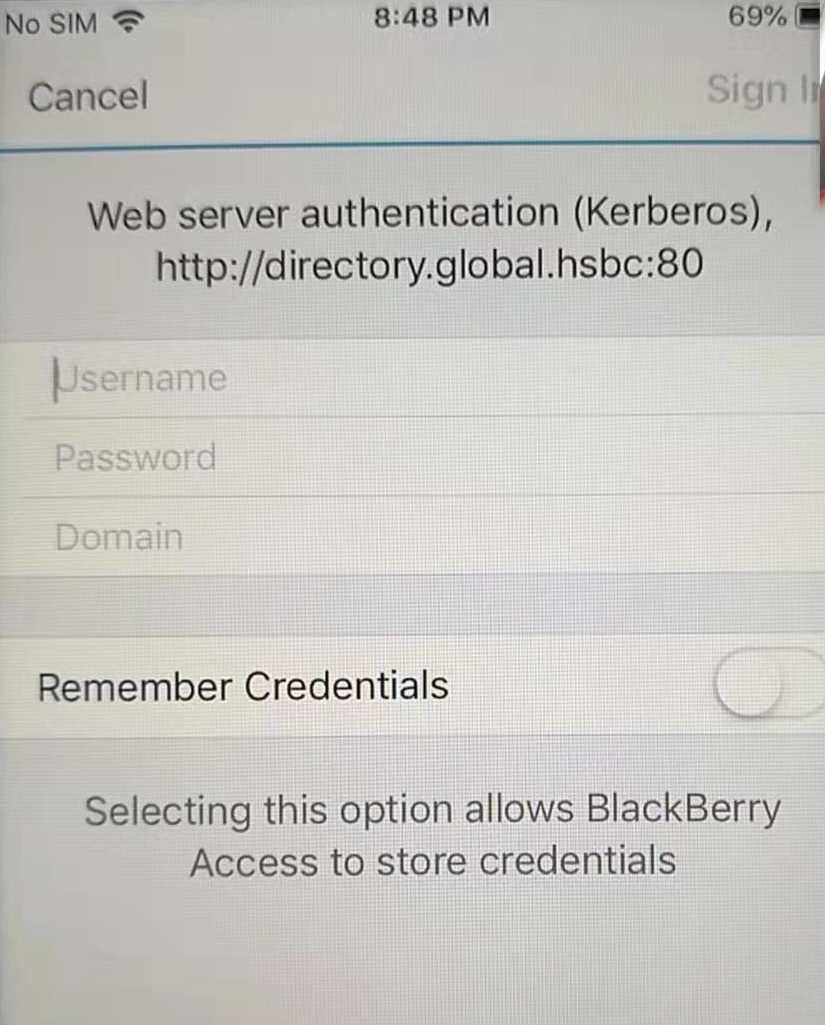 No SIM 8:48 PM 69%
Cancel Sign
Web server authentication (Kerberos),
http://directory.global.hsbc:80
Username
Password
Domain
Remember Credentials
Selecting this option allows BlackBerry
Access to store credentials